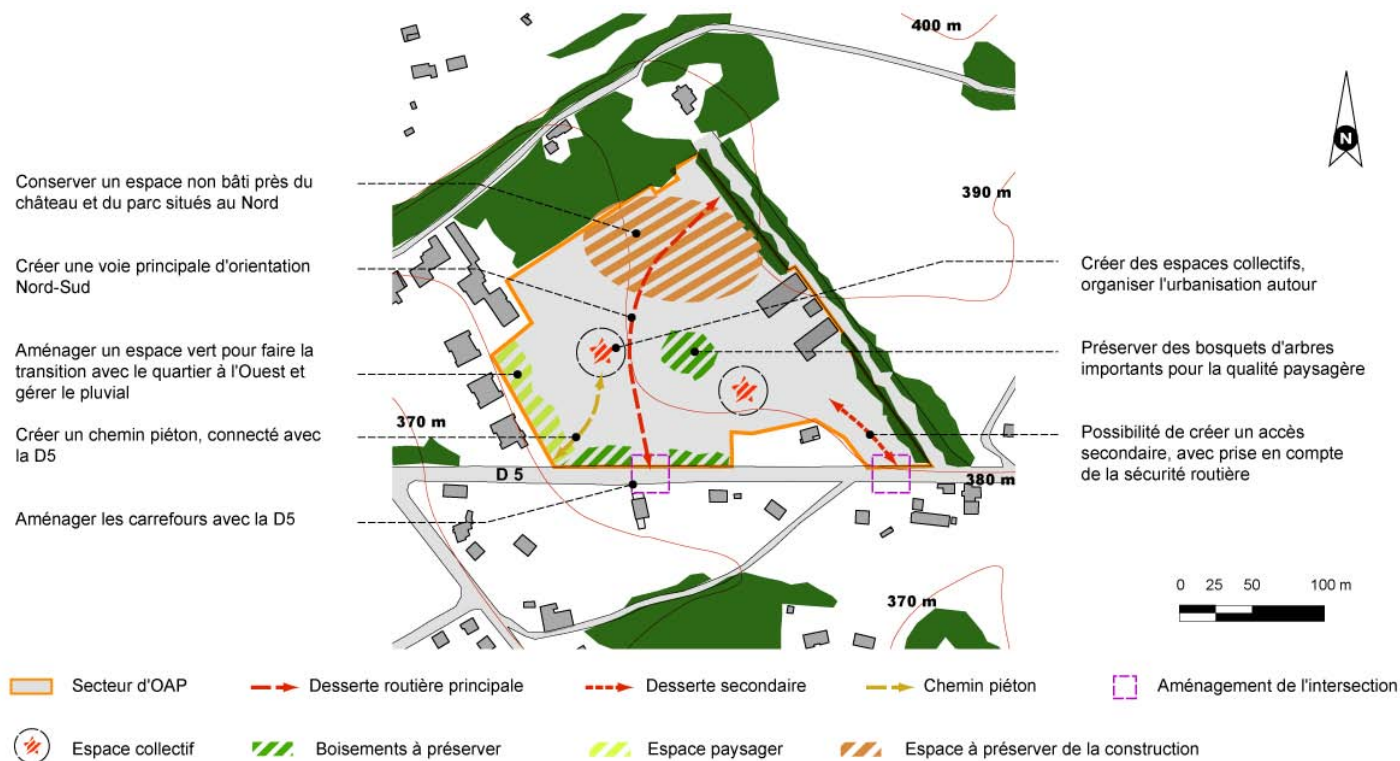 400 m
N
390 m
Conserver un espace non bâti près du
château et du parc situés au Nord
Créer une voie principale d'orientation
Nord-Sud
Aménager un espace vert pour faire la
transition avec le quartier à l'Ouest et
gérer le pluvial
Créer un chemin piéton, connecté avec
la D5
Aménager les carrefours avec la D5
370 m
D 5
380 m
370 m
Créer des espaces collectifs,
organiser l'urbanisation autour
Préserver des bosquets d'arbres
importants pour la qualité paysagère
Possibilité de créer un accès
secondaire, avec prise en compte
de la sécurité routière
0 25 50 100 m
Secteur d'OAP
Desserte routière principale
Desserte secondaire
Chemin piéton
Aménagement de l'intersection
Espace collectif
Boisements à préserver
Espace paysager
Espace à préserver de la construction